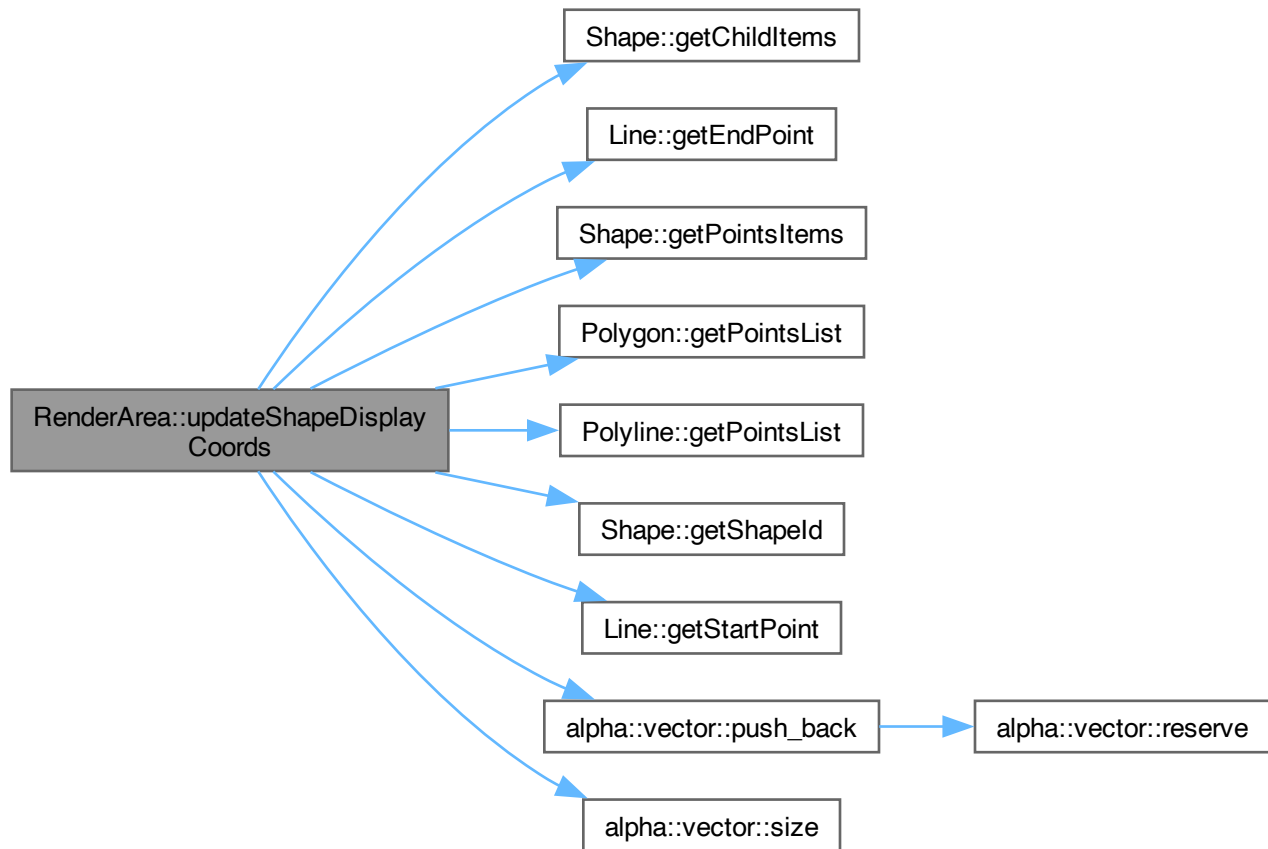 Shape::getChildItems
Line::getEndPoint
Shape::getPointsItems
Polygon::getPointsList
RenderArea::updateShapeDisplay
Coords
Polyline::getPointsList
Shape::getShapeId
Line::getStartPoint
alpha::vector::push_back
alpha::vector::reserve
alpha::vector::size